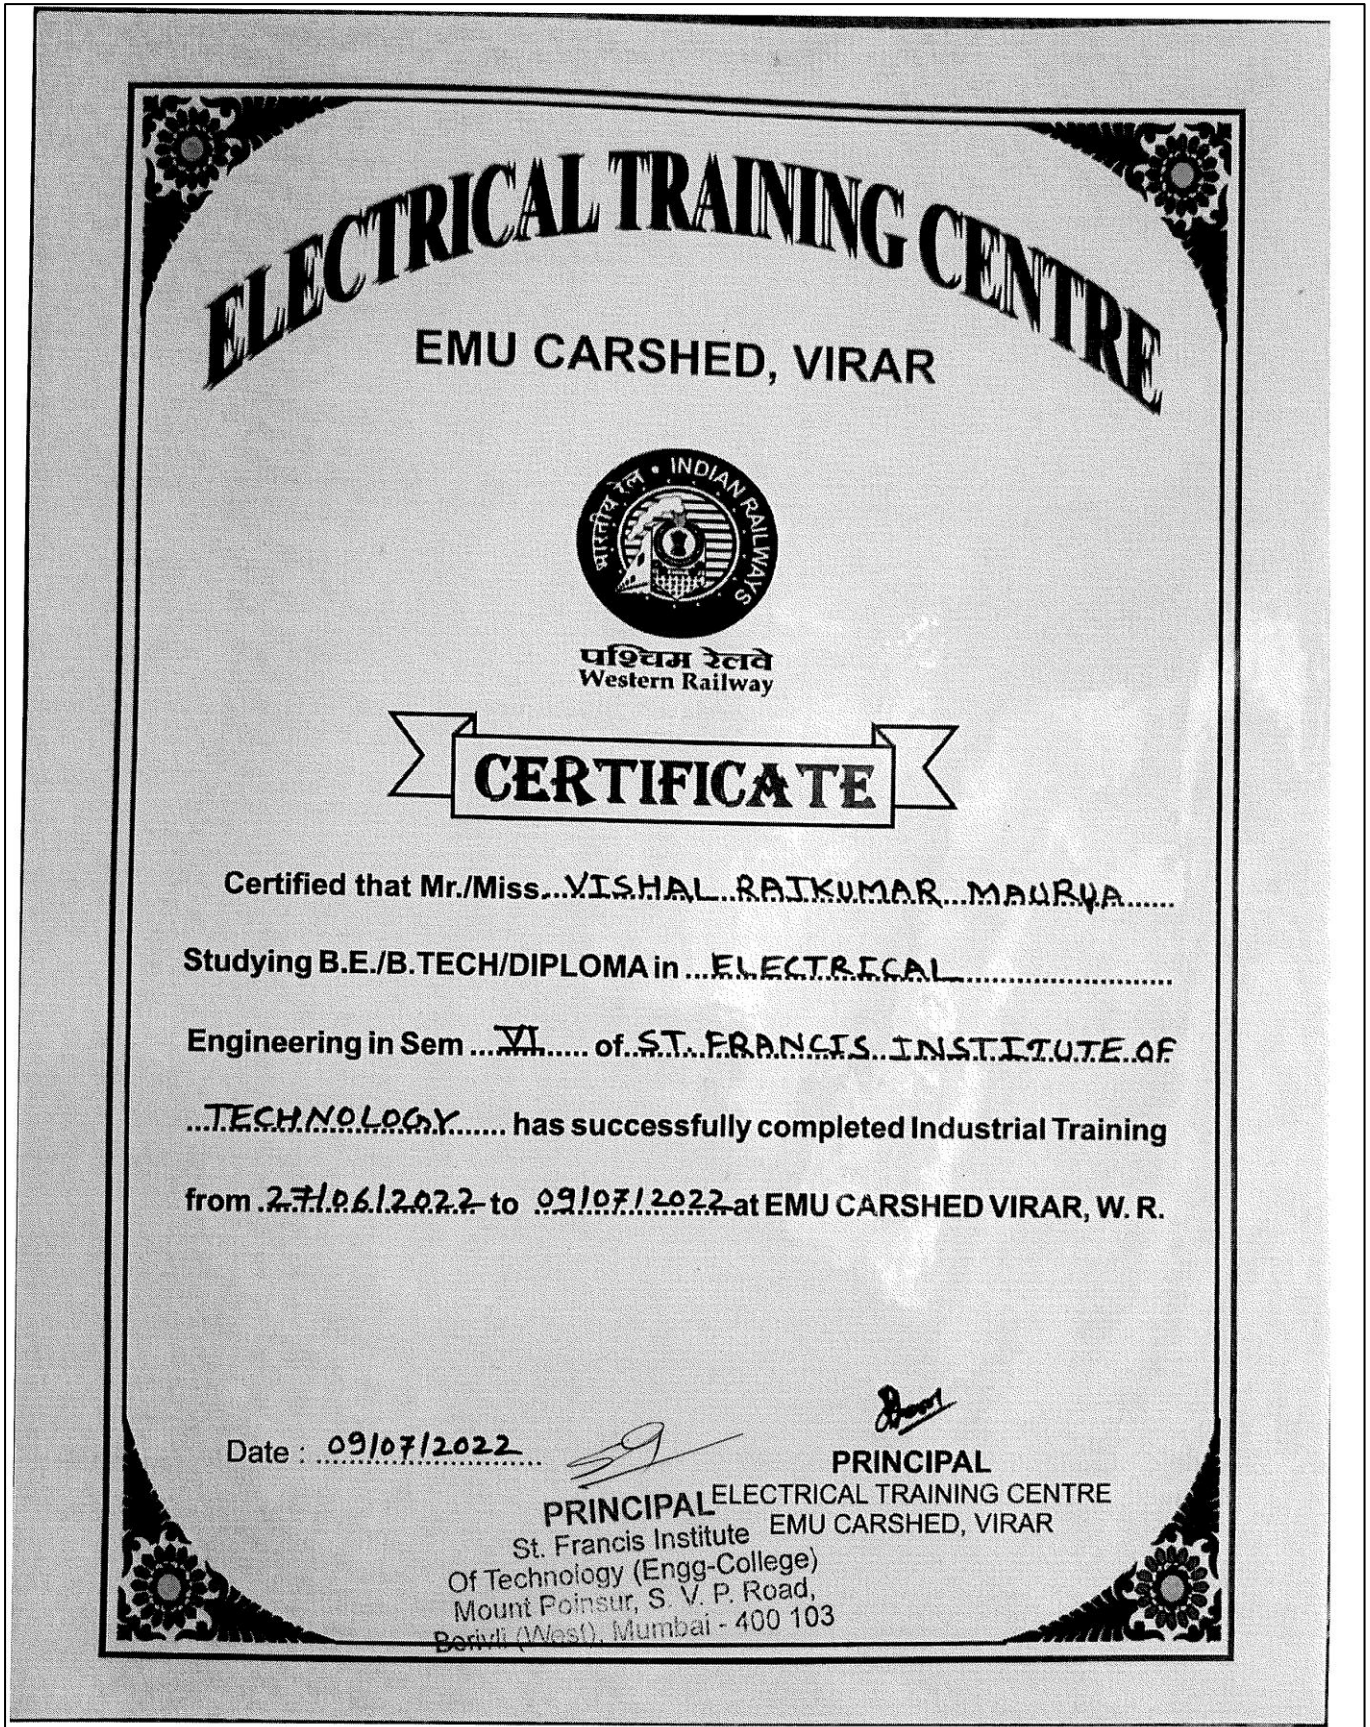 ELECTRICAL TRAINING CENTRE
EMU CARSHED, VIRAR
भारतीय रेल • INDIAN RAILWAYS
पश्चिम रेलवे
Western Railway
CERTIFICATE
Certified that Mr./Miss...VISHAL RAJKUMAR MAURYA......
Studying B.E./B.TECH/DIPLOMA in ...ELECTRICAL..............................
Engineering in Sem ...VI...... of..ST. FRANCIS INSTITUTE OF
...TECHNOLOGY....... has successfully completed Industrial Training
from .27/06/2022 to 09/07/2022 at EMU CARSHED VIRAR, W. R.
Date : 09/07/2022
PRINCIPAL
ELECTRICAL TRAINING CENTRE
EMU CARSHED, VIRAR
PRINCIPAL
St. Francis Institute
Of Technology (Engg-College)
Mount Poinsur, S. V. P. Road,
Borivli (West), Mumbai - 400 103